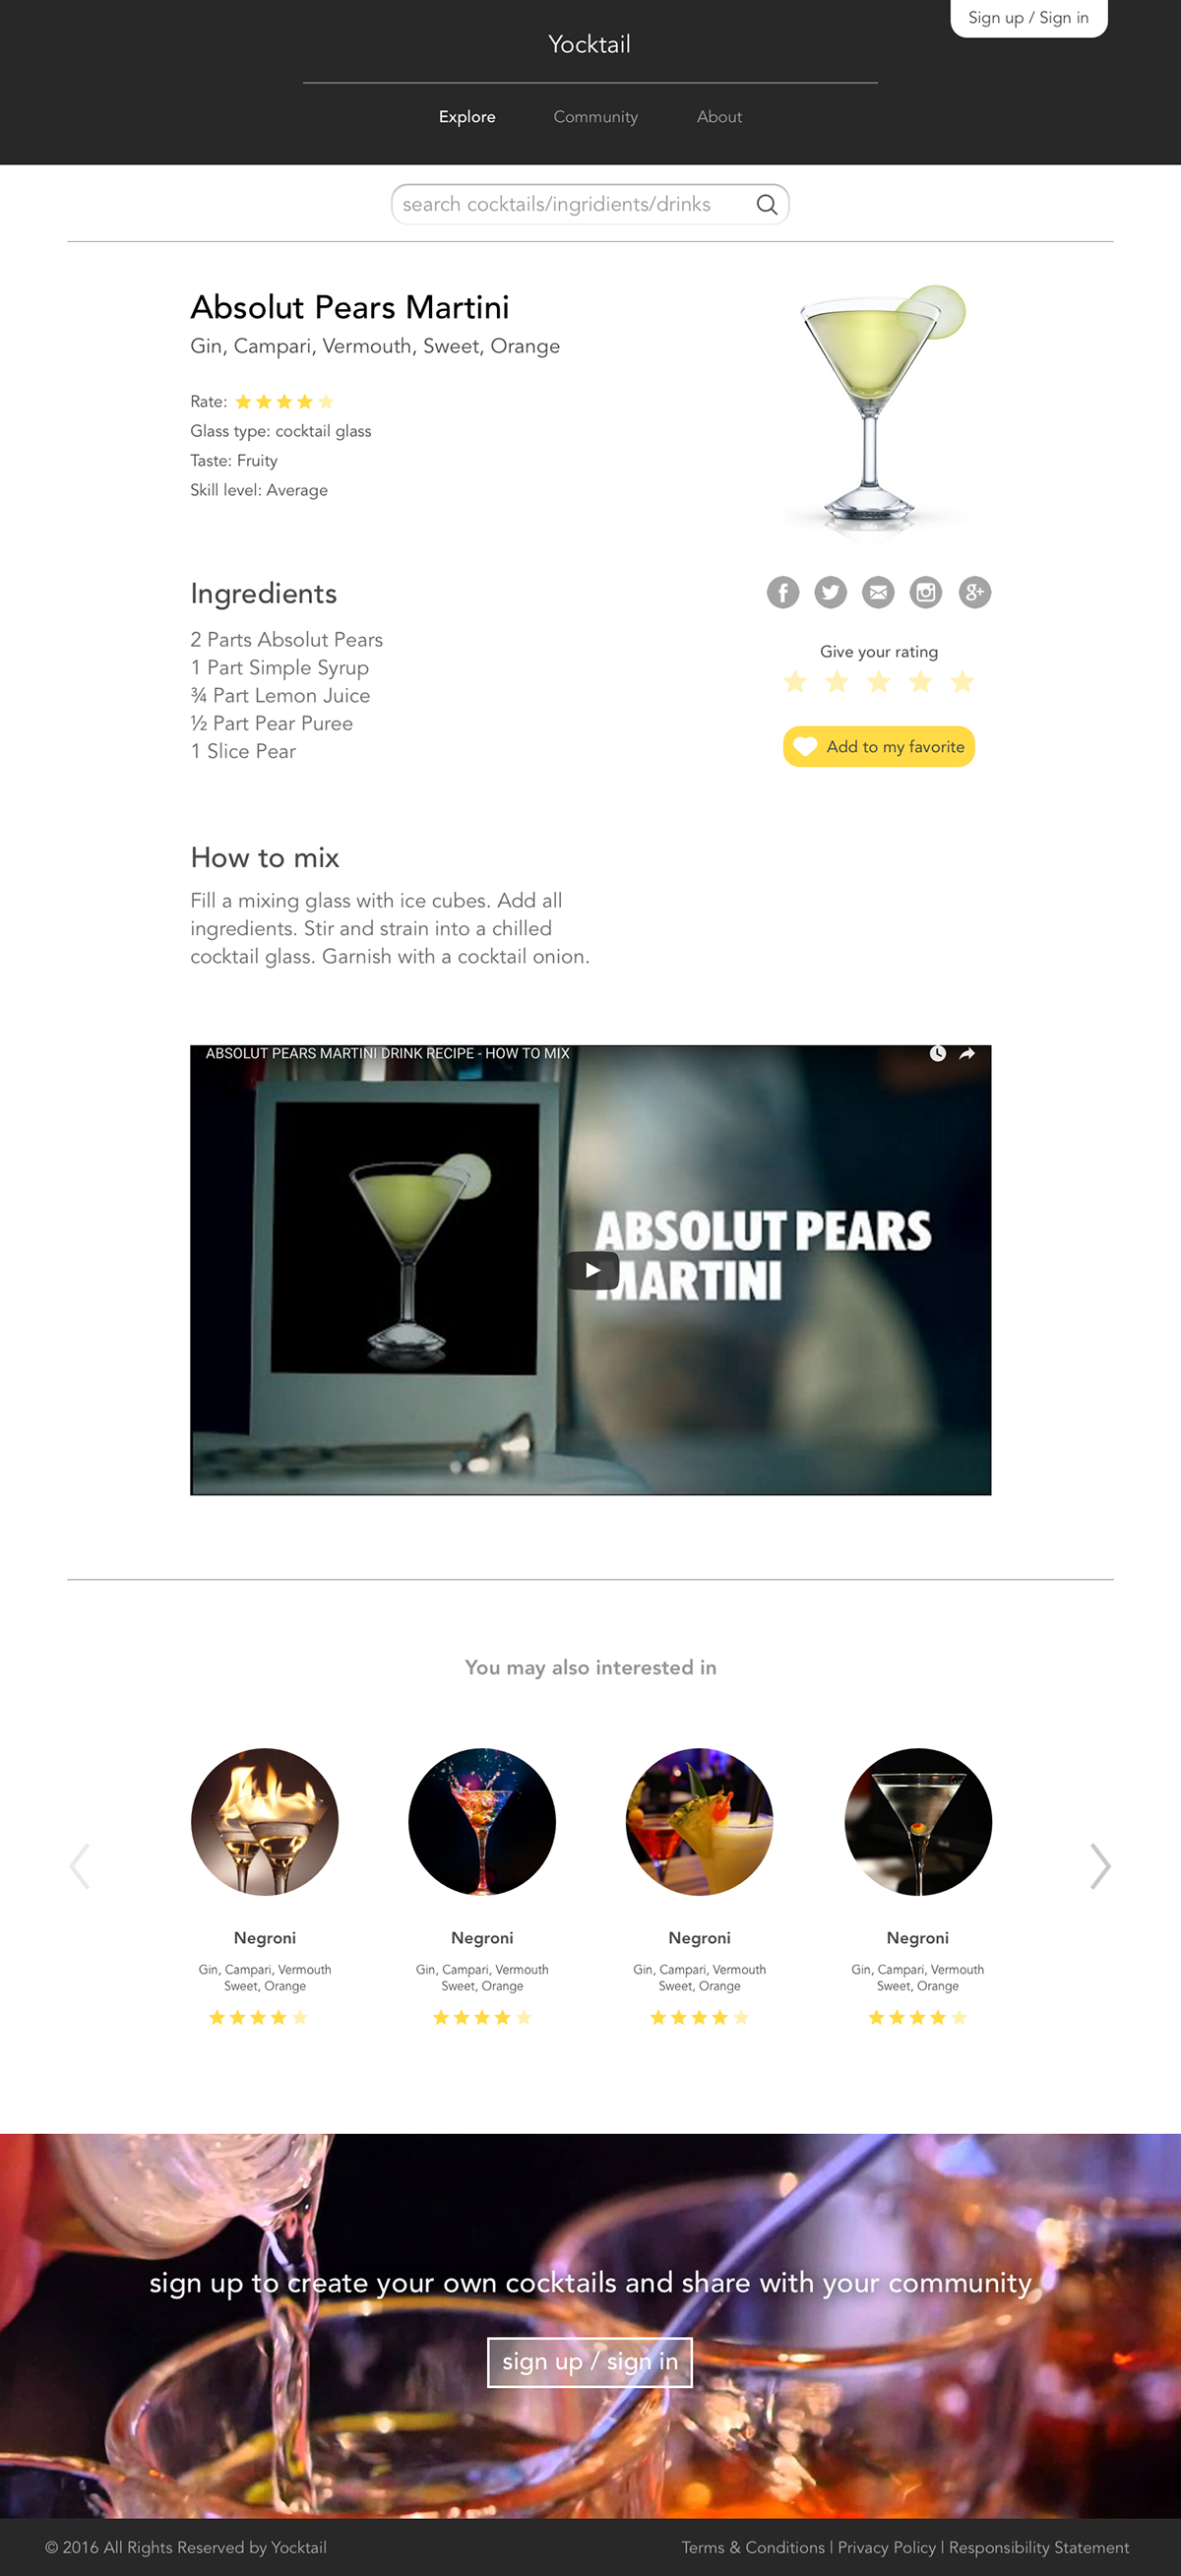 Sign up / Sign in
Yocktail
Explore Community About
search cocktails/ingridients/drinks
Absolut Pears Martini
Gin, Campari, Vermouth, Sweet, Orange
Rate:
Glass type: cocktail glass
Taste: Fruity
Skill level: Average
Ingredients
2 Parts Absolut Pears
1 Part Simple Syrup
¾ Part Lemon Juice
½ Part Pear Puree
1 Slice Pear
f g+
Give your rating
Add to my favorite
How to mix
Fill a mixing glass with ice cubes. Add all
ingredients. Stir and strain into a chilled
cocktail glass. Garnish with a cocktail onion.
ABSOLUT PEARS MARTINI DRINK RECIPE - HOW TO MIX
ABSOLUT PEARS
MARTINI
You may also interested in
Negroni
Gin, Campari, Vermouth
Sweet, Orange
Negroni
Gin, Campari, Vermouth
Sweet, Orange
Negroni
Gin, Campari, Vermouth
Sweet, Orange
Negroni
Gin, Campari, Vermouth
Sweet, Orange
sign up to create your own cocktails and share with your community
sign up / sign in
© 2016 All Rights Reserved by Yocktail
Terms & Conditions | Privacy Policy | Responsibility Statement